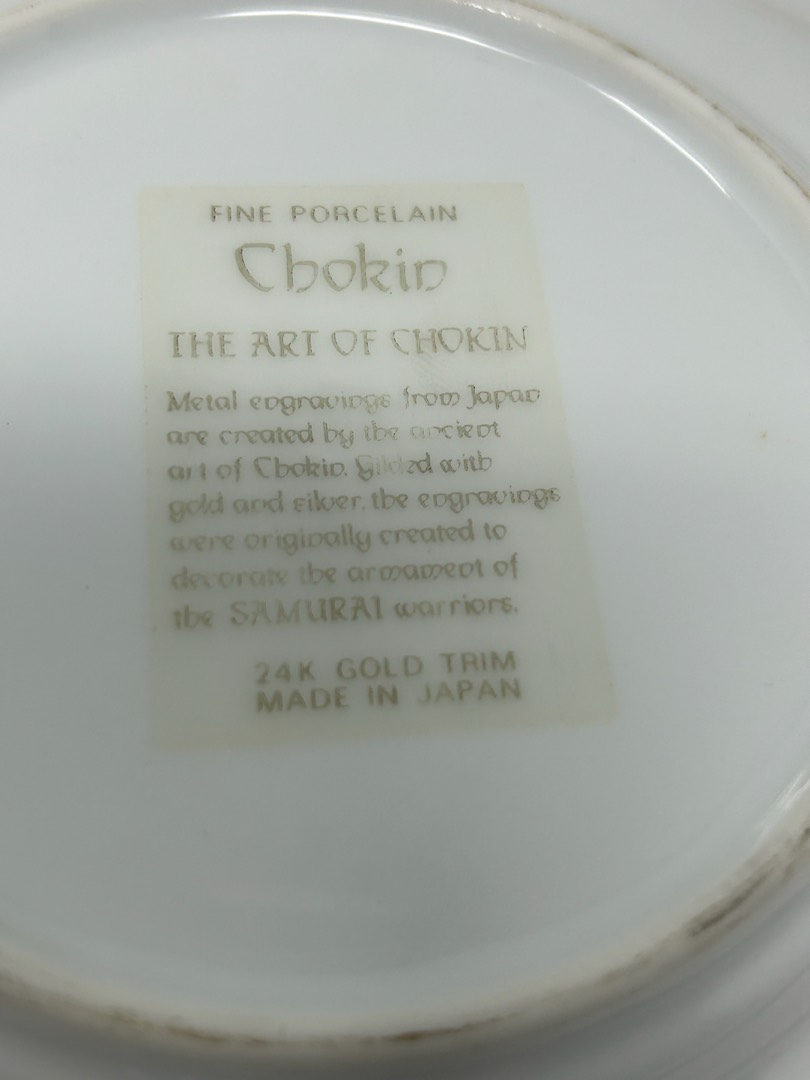 FINE PORCELAIN
Chokin
THE ART OF CHOKIN
Metal engravings from Japan
are created by the ancient
art of Chokin. Gilded with
gold and silver, the engravings
were originally created to
decorate the armament of
the SAMURAI warriors.
24K GOLD TRIM
MADE IN JAPAN